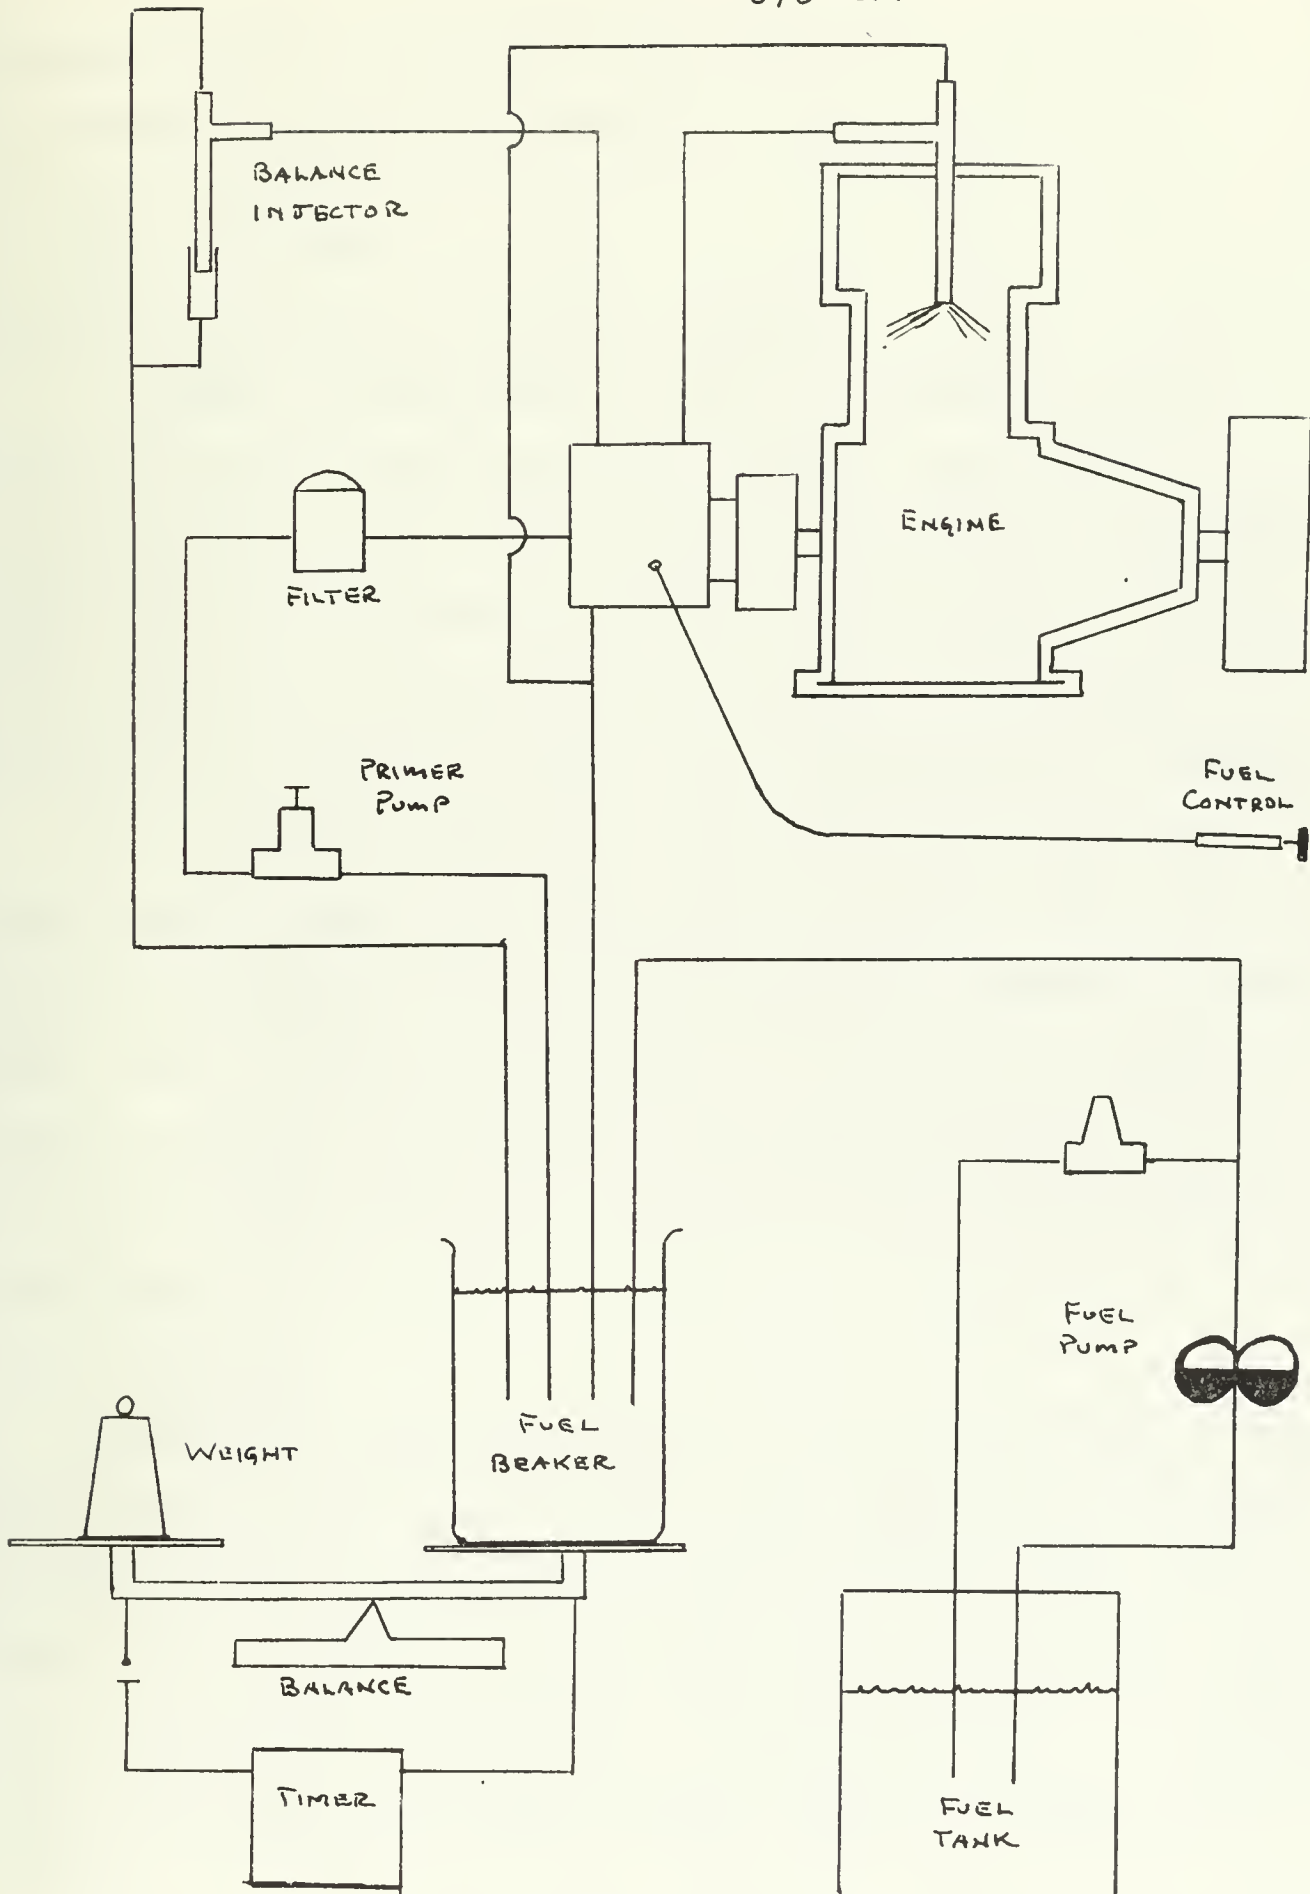 BALANCE
INJECTOR
ENGINE
FILTER
PRIMER
PUMP
FUEL
CONTROL
FUEL
PUMP
FUEL
BEAKER
WEIGHT
BALANCE
TIMER
FUEL
TANK